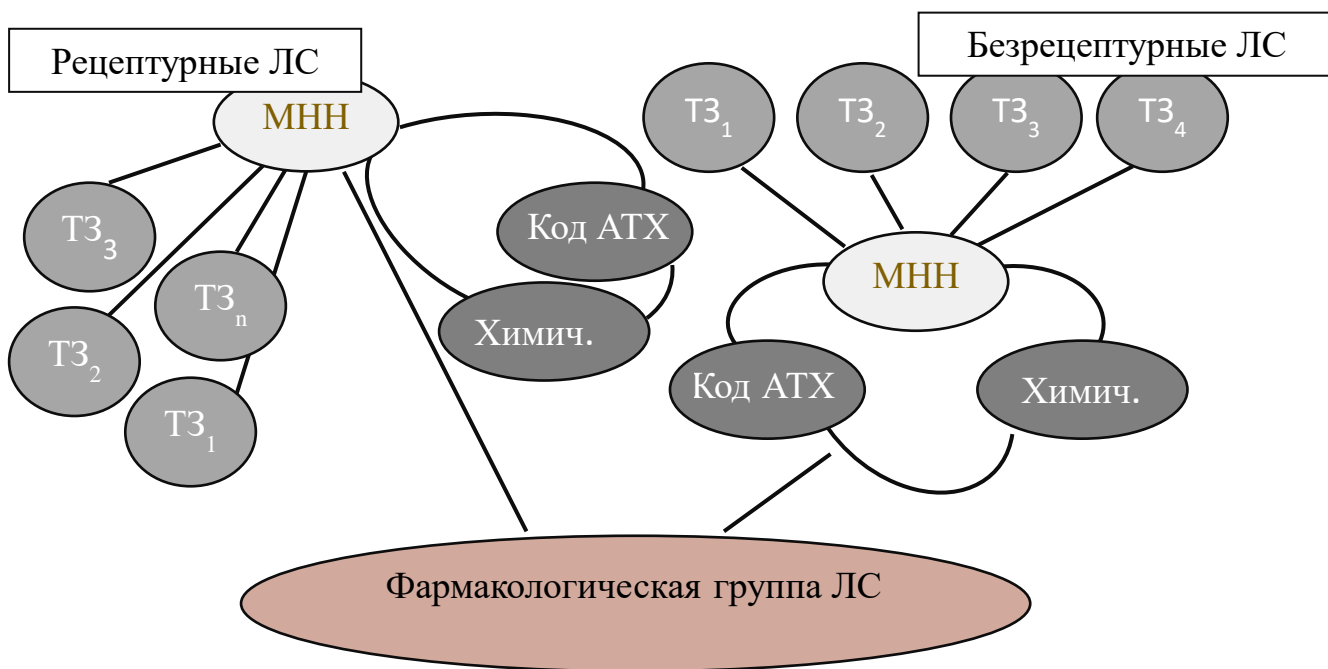 Рецептурные ЛС
МНН
ТЗ3
ТЗn
ТЗ2
ТЗ1
Код АТХ
Химич.
Безрецептурные ЛС
ТЗ1
ТЗ2
ТЗ3
ТЗ4
МНН
Код АТХ
Химич.
Фармакологическая группа ЛС